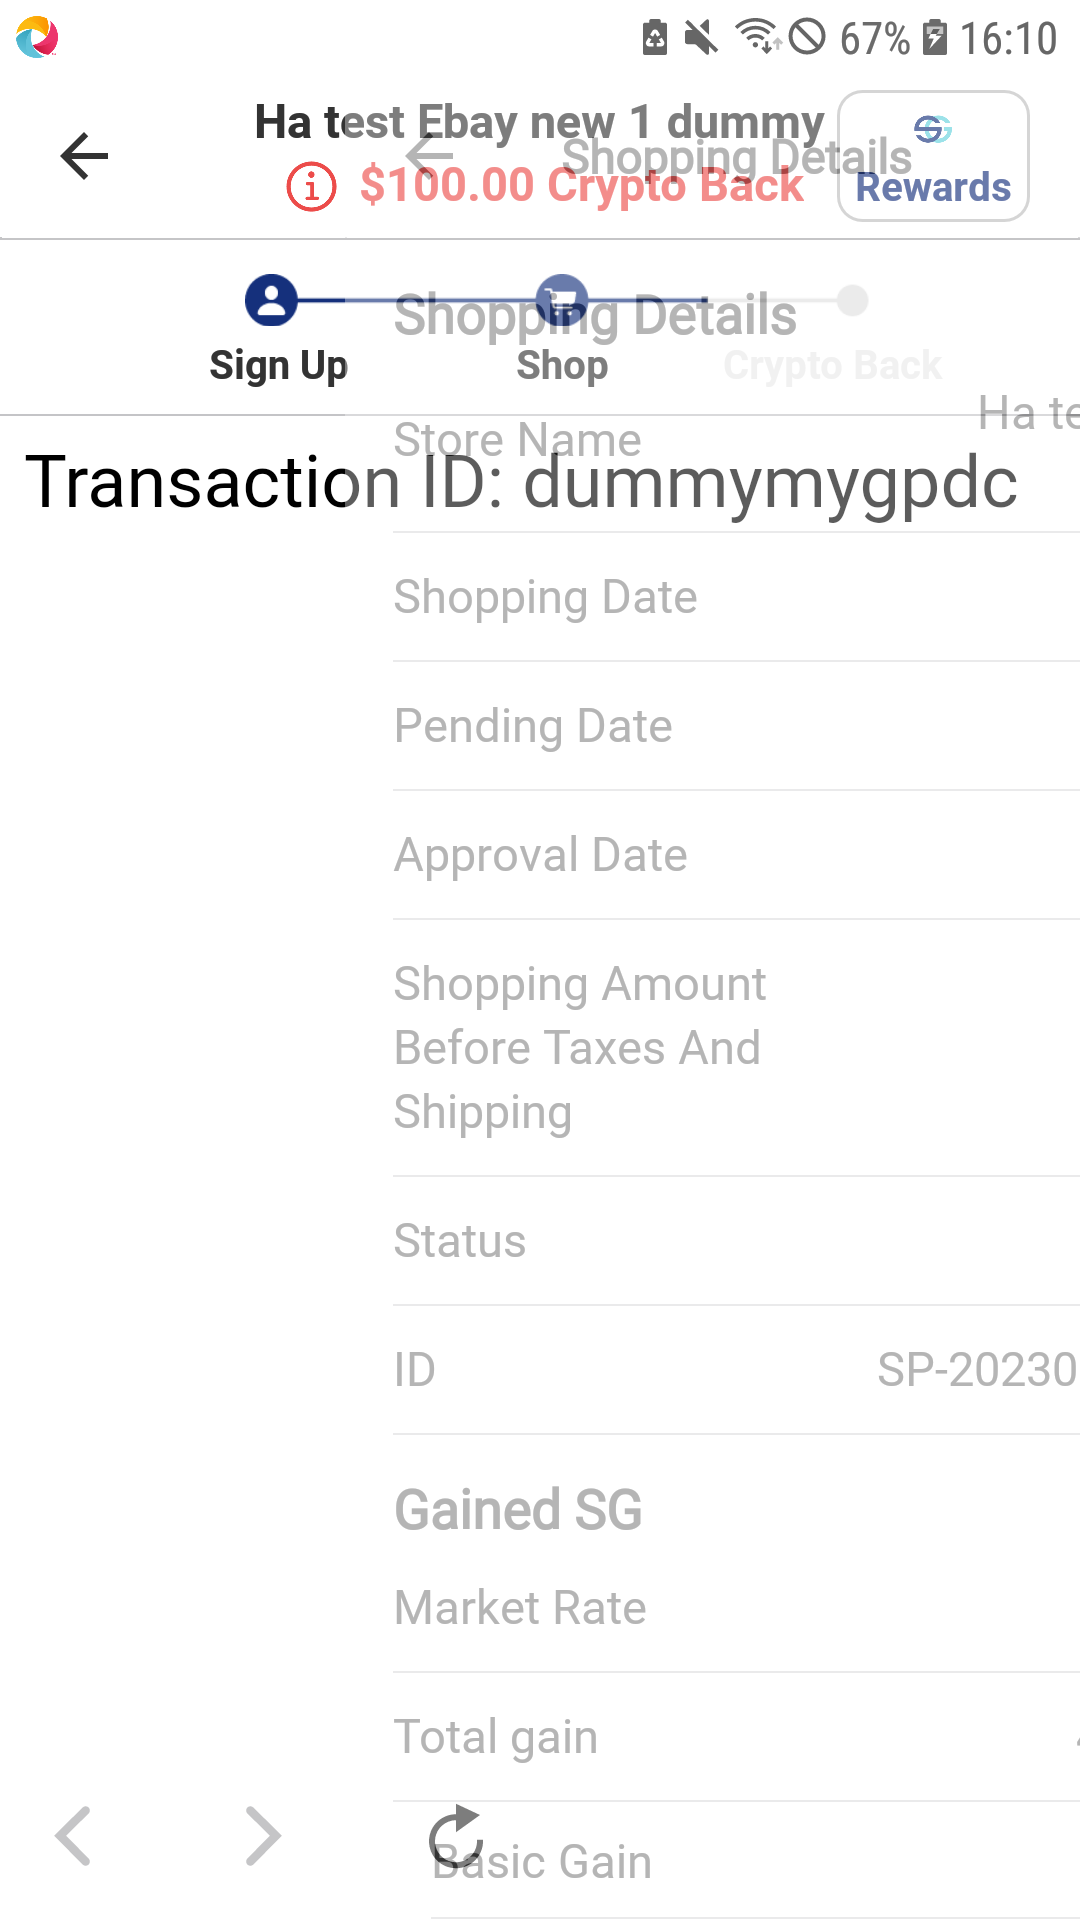 67% 16:10
Ha test Ebay new 1 dummy
Shopping Details
$100.00 Crypto Back
Rewards
Shopping Details
Sign Up
Shop
Crypto Back
Ha te
Store Name
Transaction ID: dummymygpdc
Shopping Date
Pending Date
Approval Date
Shopping Amount
Before Taxes And
Shipping
Status
ID
SP-20230
Gained SG
Market Rate
Total gain
Basic Gain